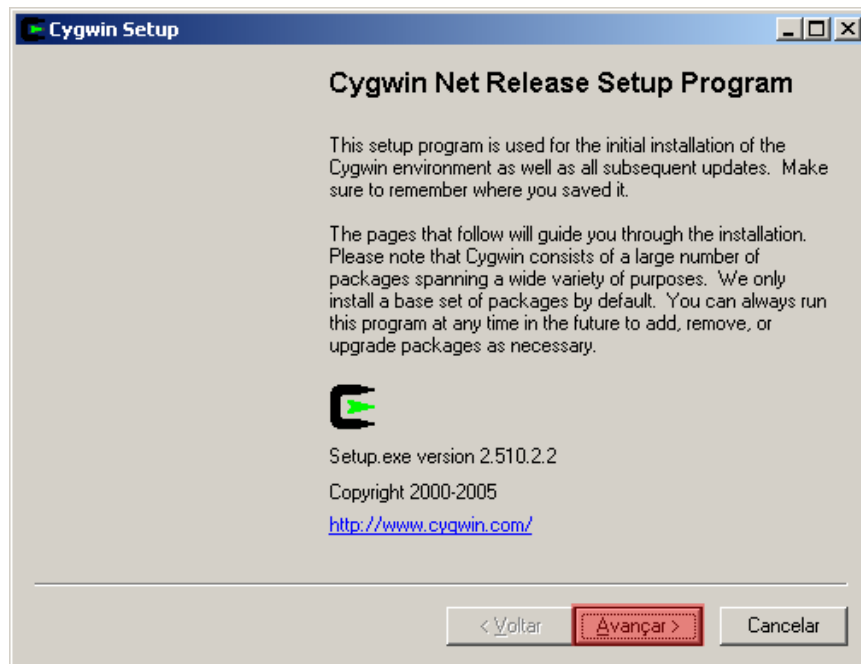 Cygwin Setup
Cygwin Net Release Setup Program
This setup program is used for the initial installation of the
Cygwin environment as well as all subsequent updates.  Make
sure to remember where you saved it.
The pages that follow will guide you through the installation.
Please note that Cygwin consists of a large number of
packages spanning a wide variety of purposes.  We only
install a base set of packages by default.  You can always run
this program at any time in the future to add, remove, or
upgrade packages as necessary.
Setup.exe version 2.510.2.2
Copyright 2000-2005
http://www.cygwin.com/
< Voltar
Avançar >
Cancelar